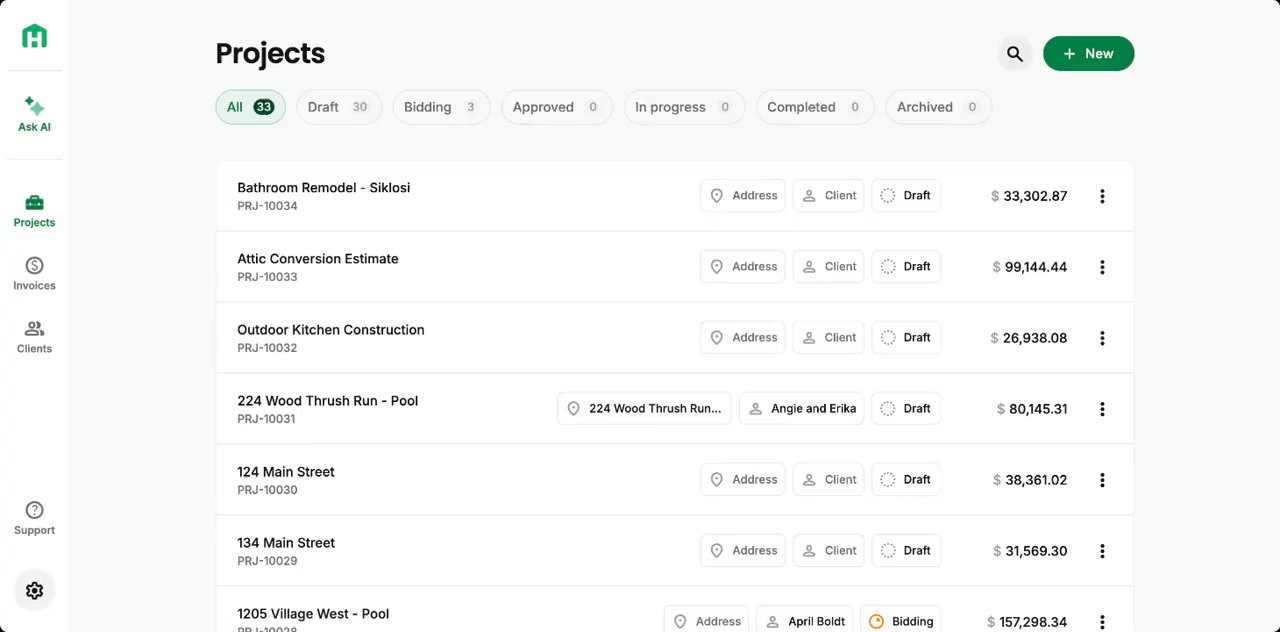 Projects
+ New
All 33 Draft 30 Bidding 3 Approved 0 In progress 0 Completed 0 Archived 0
Ask AI
Projects
Invoices
Clients
Support
Bathroom Remodel - Siklosi
PRJ-10034
Address Client Draft $ 33,302.87
Attic Conversion Estimate
PRJ-10033
Address Client Draft $ 99,144.44
Outdoor Kitchen Construction
PRJ-10032
Address Client Draft $ 26,938.08
224 Wood Thrush Run - Pool
PRJ-10031
224 Wood Thrush Run... Angie and Erika Draft $ 80,145.31
124 Main Street
PRJ-10030
Address Client Draft $ 38,361.02
134 Main Street
PRJ-10029
Address Client Draft $ 31,569.30
1205 Village West - Pool
PRJ-10028
Address April Boldt Bidding $ 157,298.34